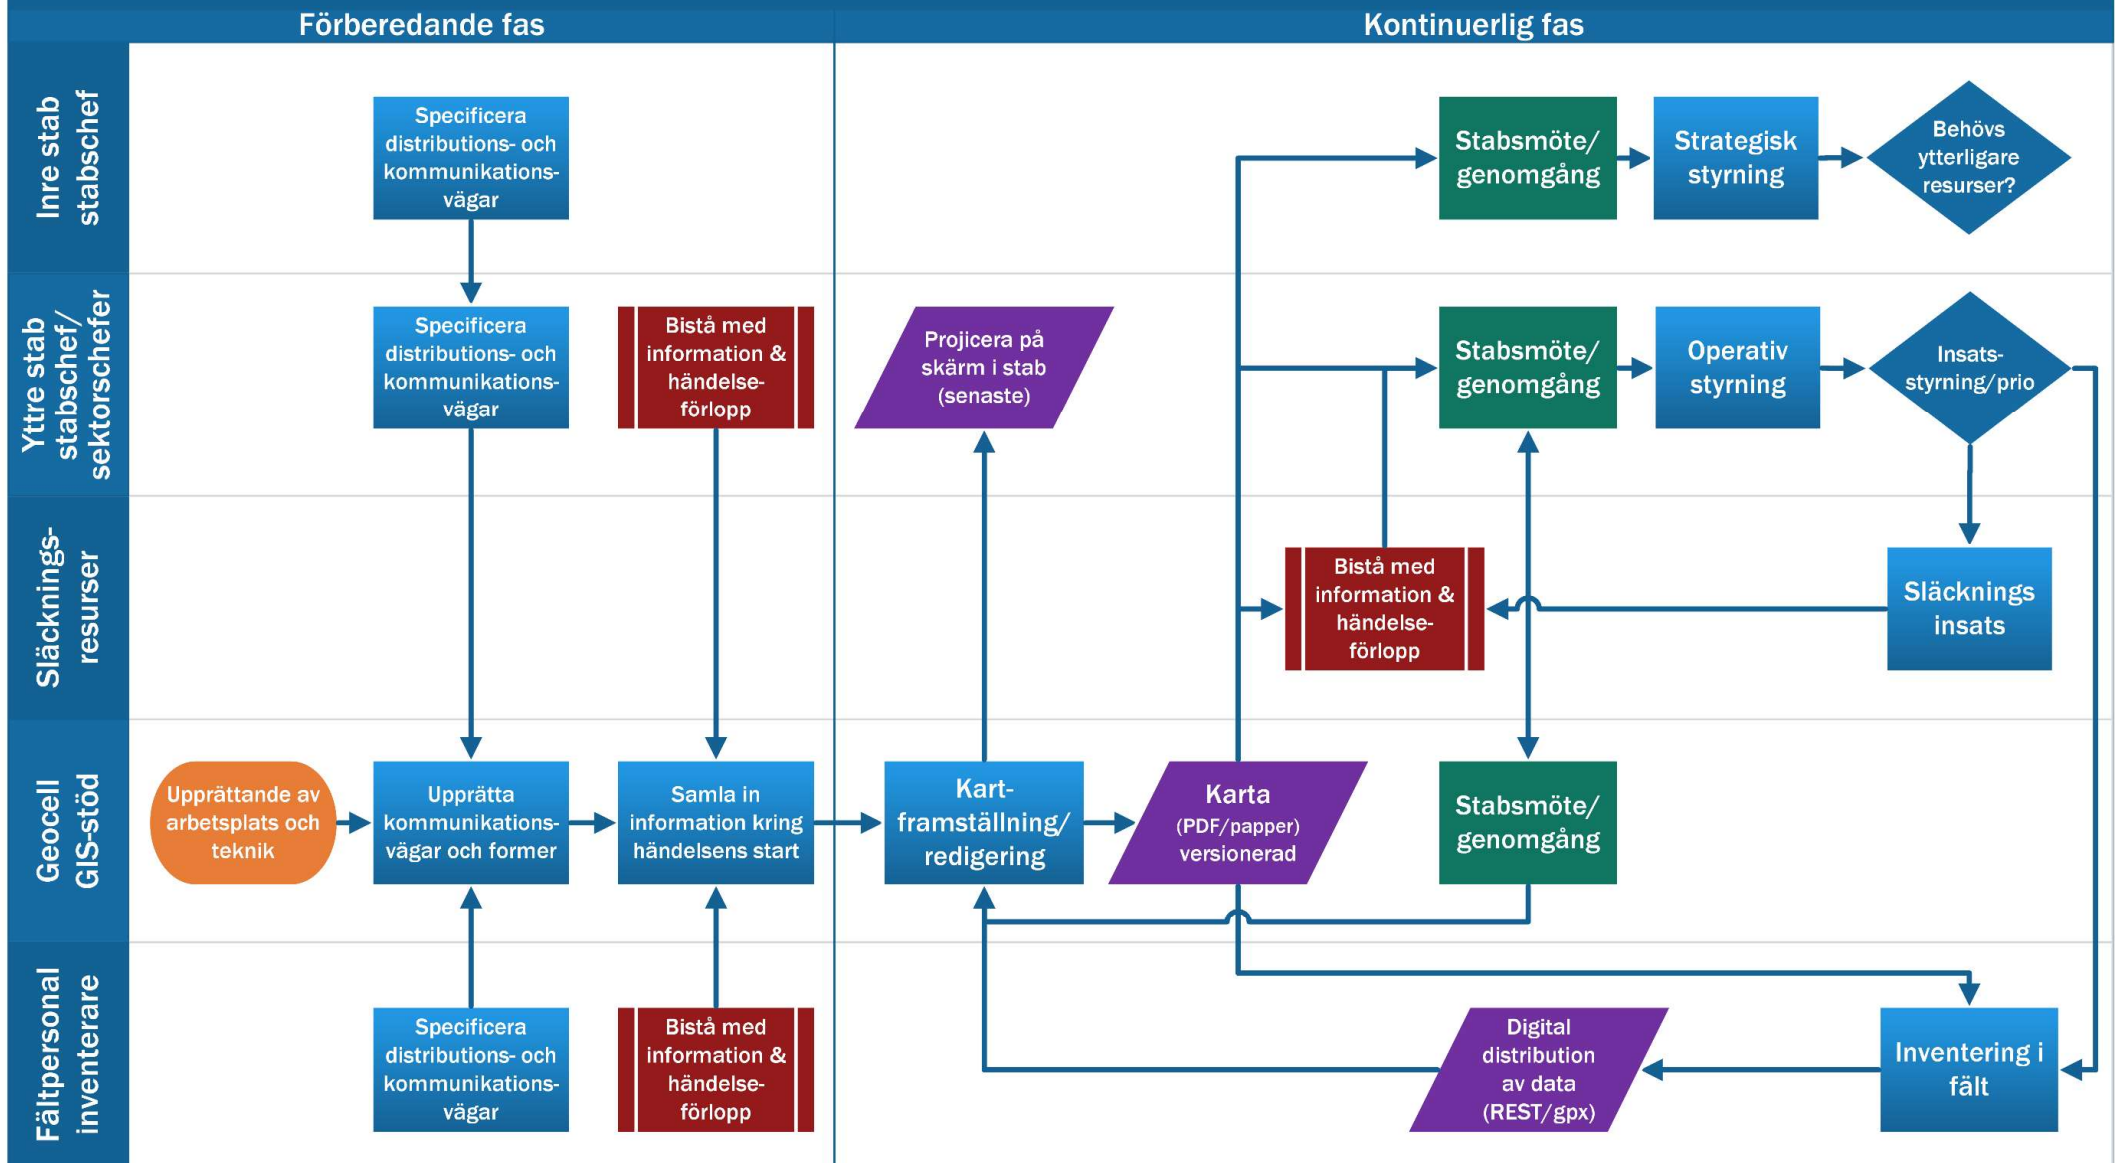 Förberedande fas
Kontinuerlig fas
Inre stab
stabschef
Specificera
distributions- och
kommunikations-
vägar
Stabsmöte/
genomgång
Strategisk
styrning
Behövs
ytterligare
resurser?
Yttre stab
stabschef/
sektorschefer
Specificera
distributions- och
kommunikations-
vägar
Bistå med
information &
händelse-
förlopp
Projicera på
skärm i stab
(senaste)
Stabsmöte/
genomgång
Operativ
styrning
Insats-
styrning/prio
Släcknings-
resurser
Bistå med
information &
händelse-
förlopp
Släcknings
insats
Geocell
GIS-stöd
Upprättande av
arbetsplats och
teknik
Upprätta
kommunikations-
vägar och former
Samla in
information kring
händelsens start
Kart-
framställning/
redigering
Karta
(PDF/papper)
versionerad
Stabsmöte/
genomgång
Fältpersonal
inventerare
Specificera
distributions- och
kommunikations-
vägar
Bistå med
information &
händelse-
förlopp
Digital
distribution
av data
(REST/gpx)
Inventering i
fält